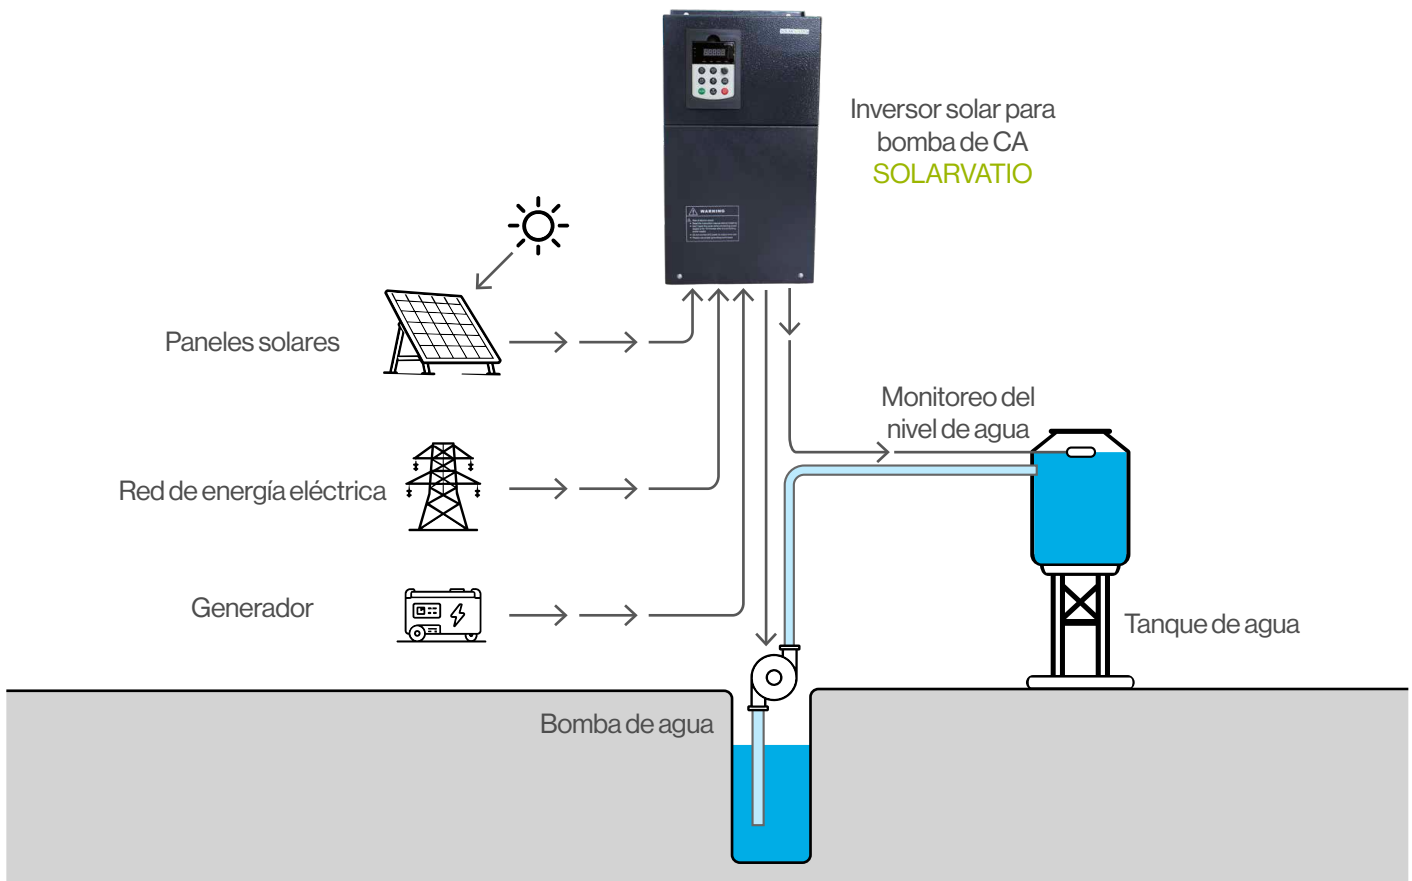 Inversor solar para
bomba de CA
SOLARVATIO
WARNING
Paneles solares
Monitoreo del
nivel de agua
Red de energía eléctrica
Generador
Tanque de agua
Bomba de agua